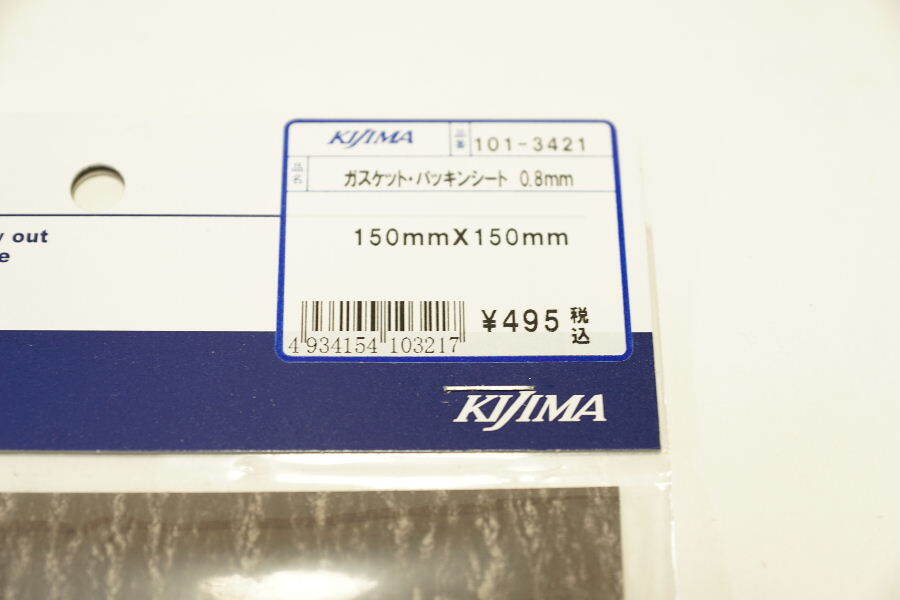 KIJIMA 品番 101-3421
品名 ガスケット・パッキンシート 0.8mm
150mmX150mm
¥495 税込
4 934154 103217
out
KIJIMA